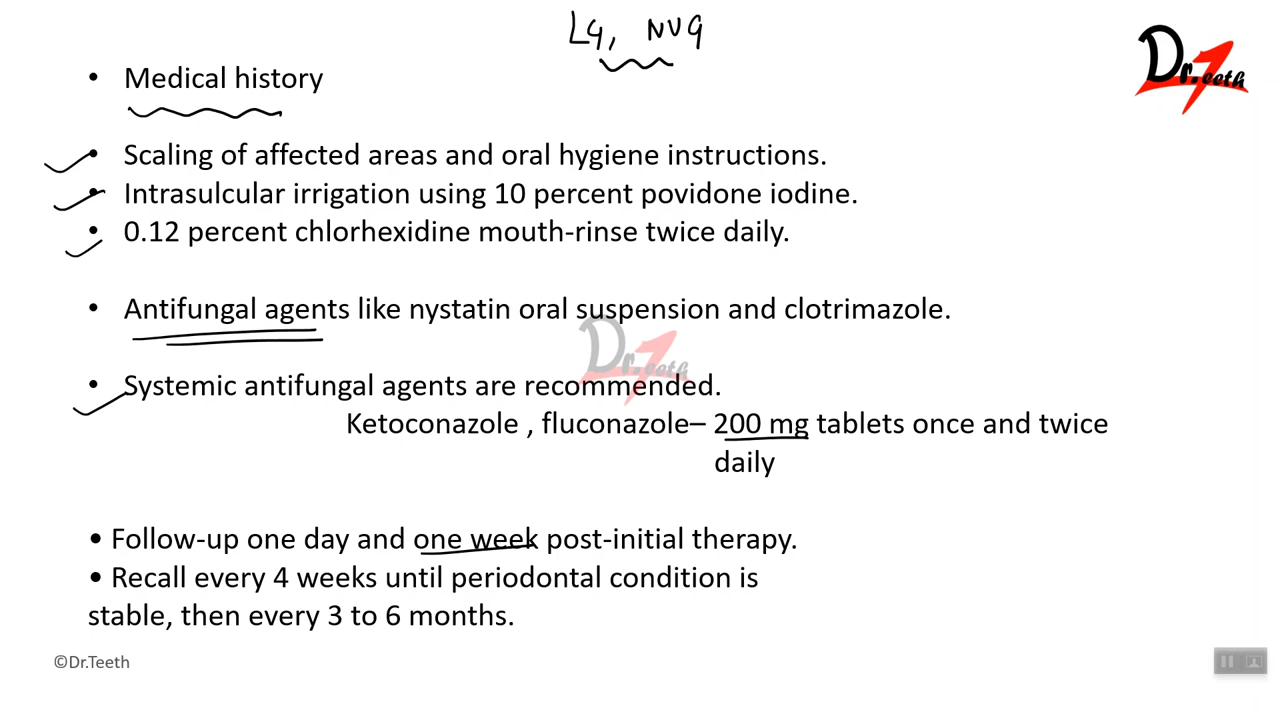 LG, NUG
Dr.Teeth
• Medical history
• Scaling of affected areas and oral hygiene instructions.
• Intrasulcular irrigation using 10 percent povidone iodine.
• 0.12 percent chlorhexidine mouth-rinse twice daily.
• Antifungal agents like nystatin oral suspension and clotrimazole.
Dr.Teeth
• Systemic antifungal agents are recommended.
Ketoconazole , fluconazole– 200 mg tablets once and twice
daily
• Follow-up one day and one week post-initial therapy.
• Recall every 4 weeks until periodontal condition is
stable, then every 3 to 6 months.
©Dr.Teeth